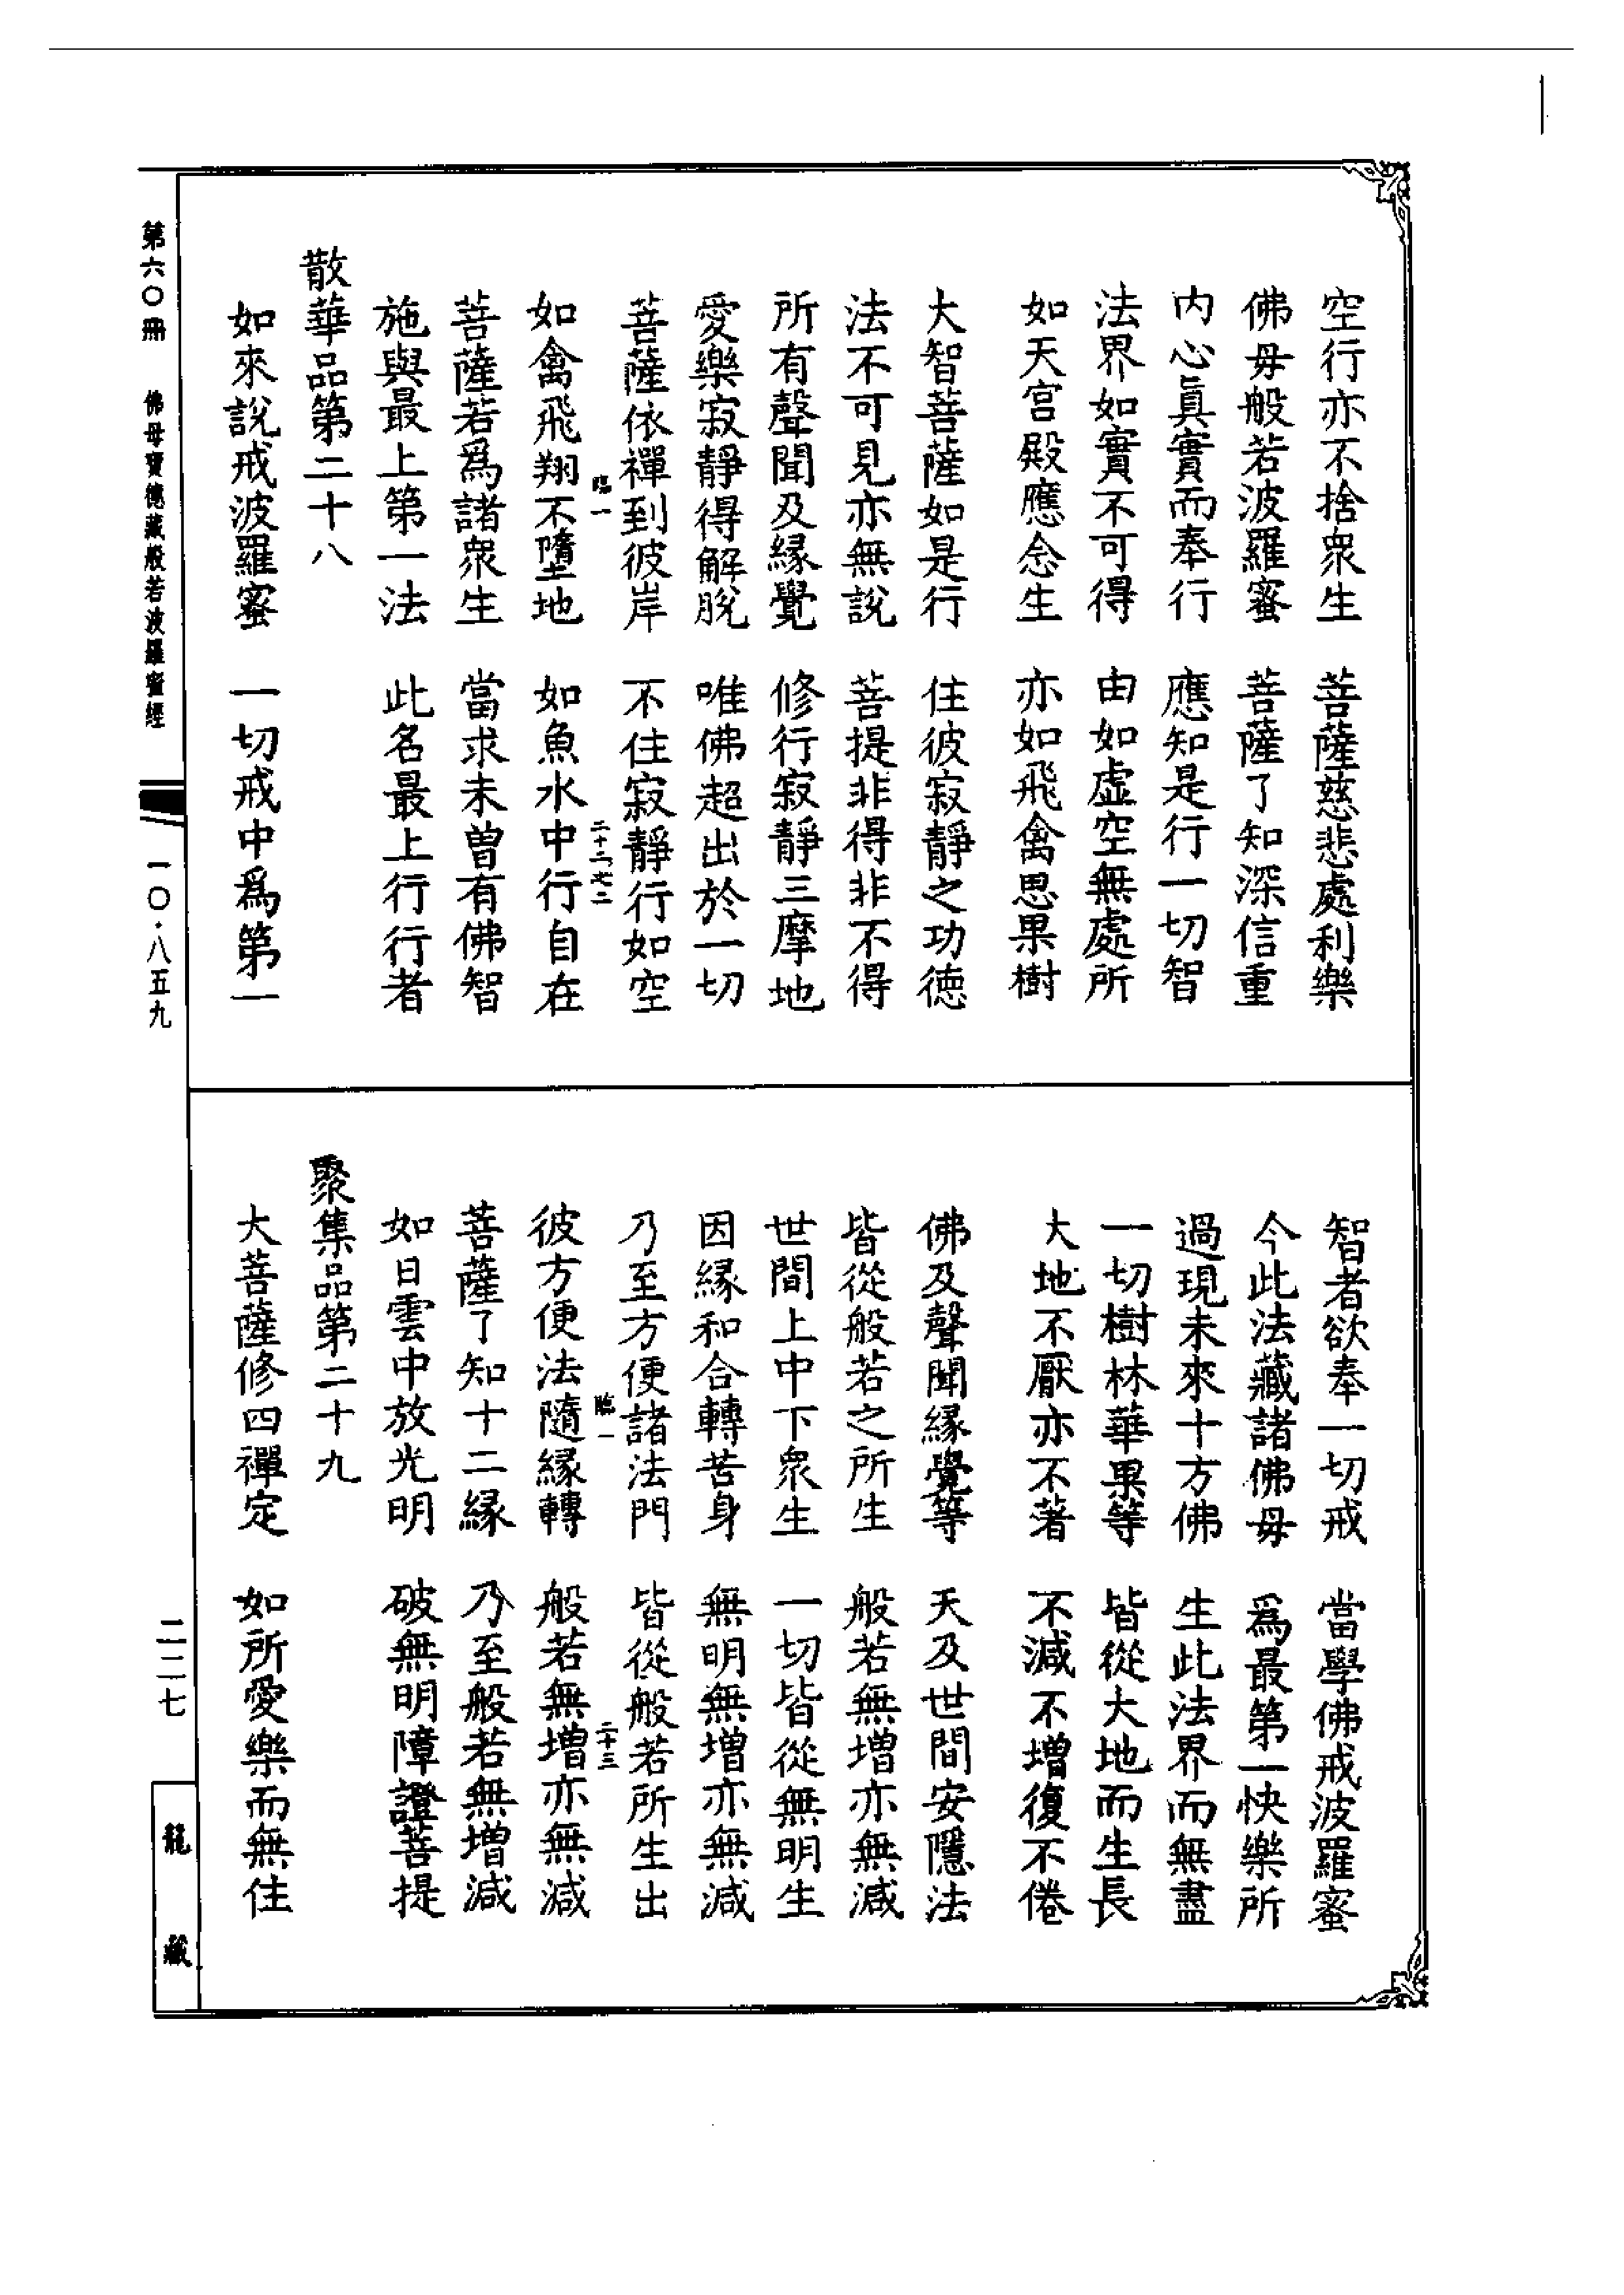 空行亦不捨衆生　菩薩慈悲處利樂
佛母般若波羅蜜　菩薩了知深信重
内心眞實而奉行　應知是行一切智
法界如實不可得　由如虛空無處所
如天宮殿應念生　亦如飛禽思果樹
大智菩薩如是行　住彼寂靜之功德
法不可見亦無說　菩提非得非不得
所有聲聞及緣覺　修行寂靜三摩地
愛樂寂靜得解脫　唯佛超出於一切
菩薩依禪到彼岸　不住寂靜行如空
臨一
如禽飛翔不墮地　如魚水中行自在
菩薩若爲諸衆生　當求未曾有佛智
施與最上第一法　此名最上行行者
散華品第二十八
如來說戒波羅蜜　一切戒中爲第一
智者欲奉一切戒　當學佛戒波羅蜜
今此法藏諸佛母　爲最第一快樂所
過現未來十方佛　生此法界而無盡
一切樹林華果等　皆從大地而生長
大地不厭亦不著　不減不增復不倦
佛及聲聞緣覺等　天及世間安隱法
皆從般若之所生　般若無增亦無減
世間上中下衆生　一切皆從無明生
因緣和合轉苦身　無明無增亦無減
乃至方便諸法門　皆從般若所生出
臨一　二十三
彼方便法隨緣轉　般若無增亦無減
菩薩了知十二緣　乃至般若無增減
如日雲中放光明　破無明障證菩提
聚集品第二十九
大菩薩修四禪定　如所愛樂而無住
第六〇冊　佛母寶德藏般若波羅蜜經　一〇·八五九
二二七
龍藏